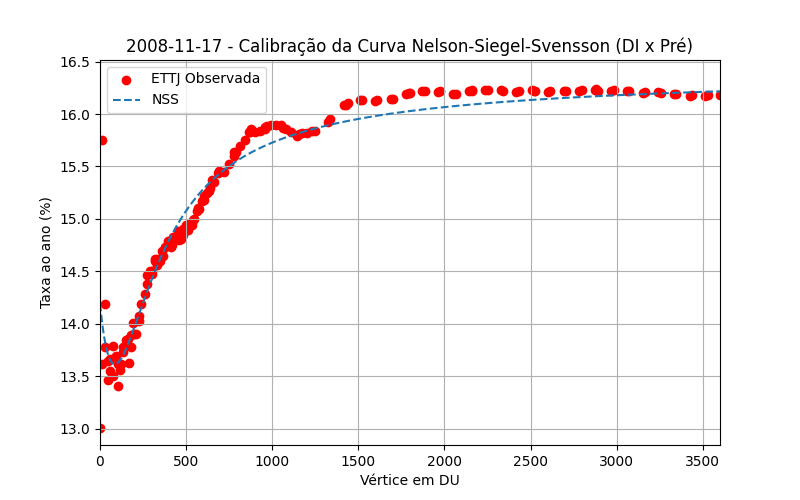 2008-11-17 - Calibração da Curva Nelson-Siegel-Svensson (DI x Pré)
ETTJ Observada
NSS
Taxa ao ano (%)
16.5
16.0
15.5
15.0
14.5
14.0
13.5
13.0
0 500 1000 1500 2000 2500 3000 3500
Vértice em DU